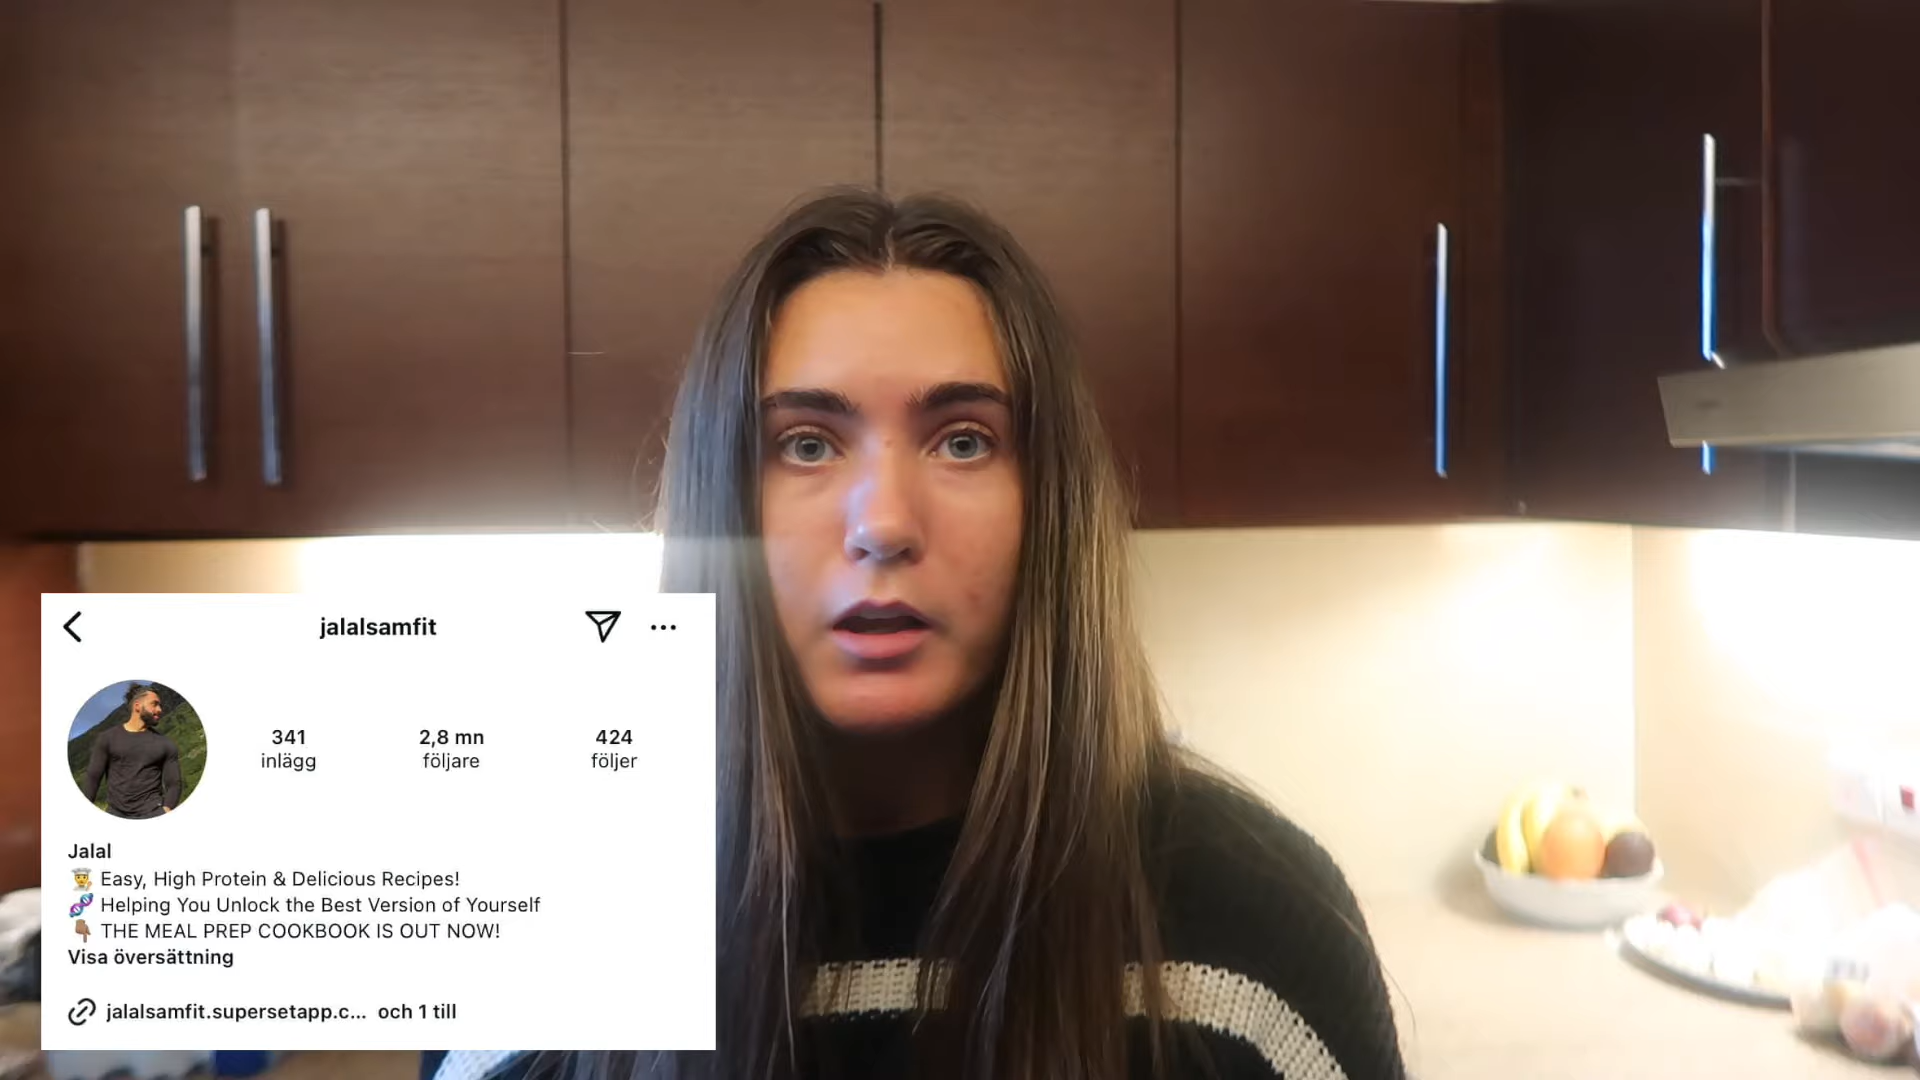 jalalsamfit
341
inlägg
2,8 mn
följare
424
följer
Jalal
Easy, High Protein & Delicious Recipes!
Helping You Unlock the Best Version of Yourself
THE MEAL PREP COOKBOOK IS OUT NOW!
Visa översättning
jalalsamfit.supersetapp.c... och 1 till